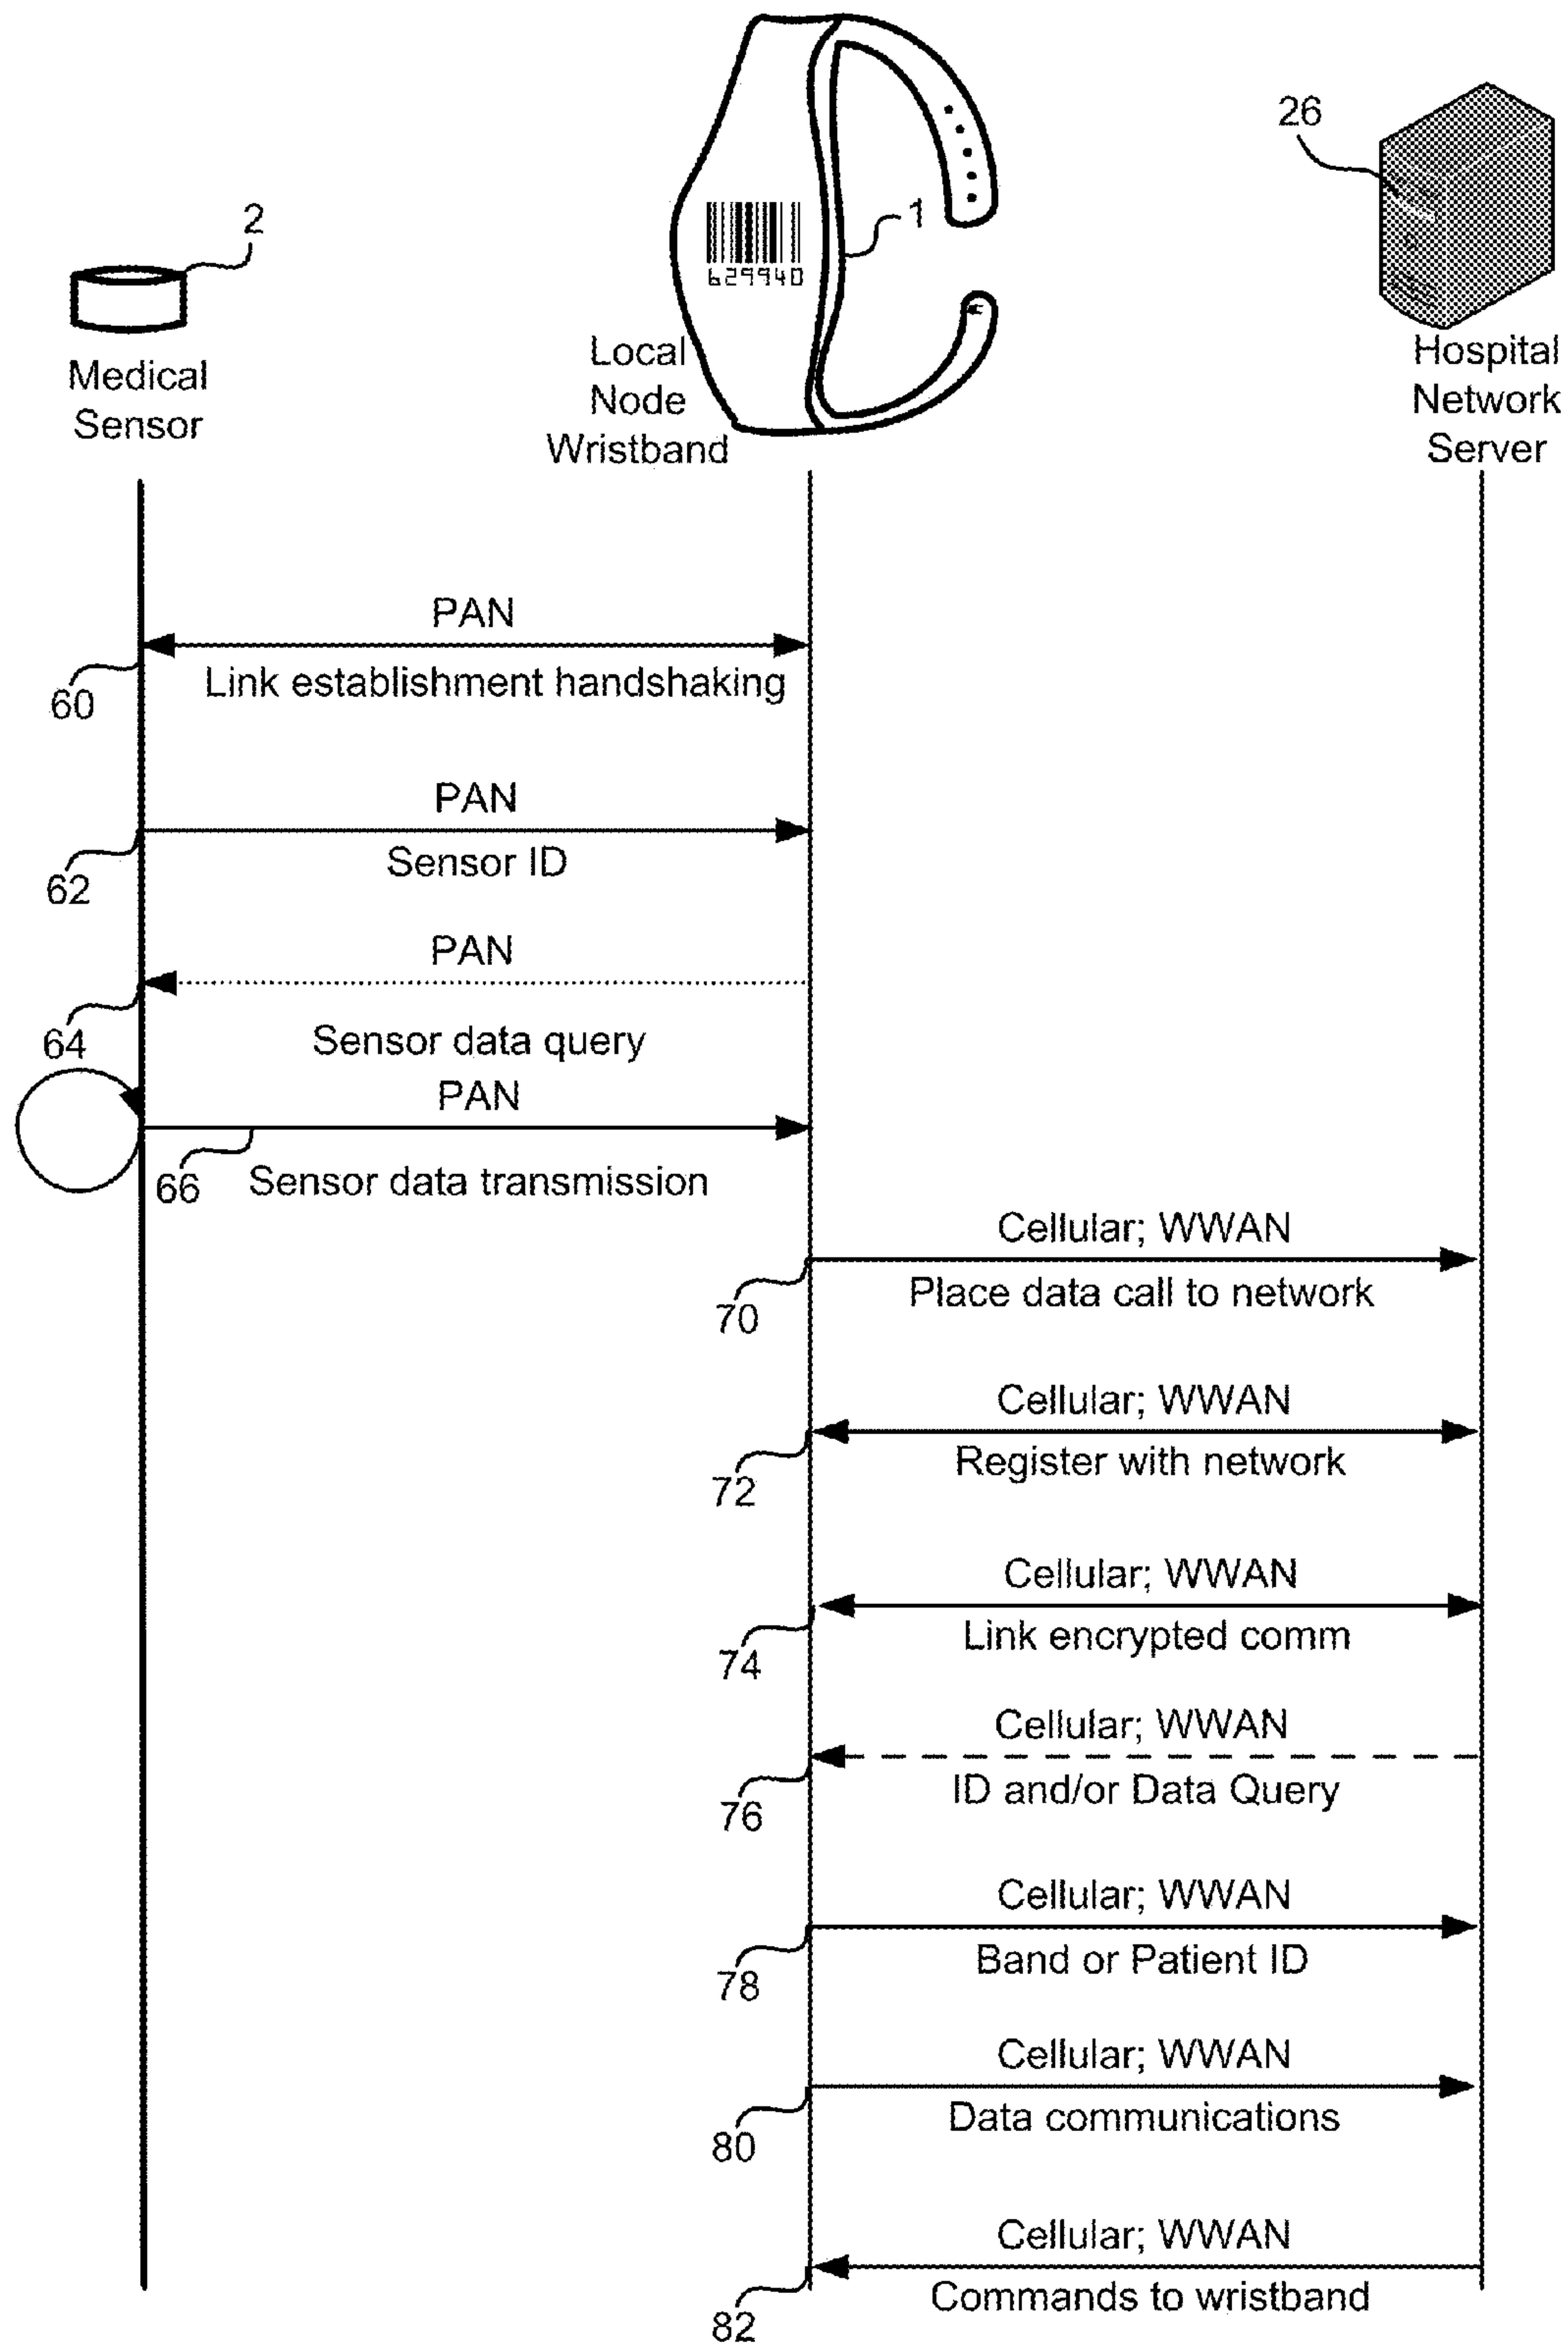 26
2
1
629940
Medical
Sensor
Local
Node
Wristband
Hospital
Network
Server
PAN
60
Link establishment handshaking
PAN
62
Sensor ID
PAN
64
Sensor data query
PAN
66
Sensor data transmission
Cellular; WWAN
70
Place data call to network
Cellular; WWAN
72
Register with network
Cellular; WWAN
74
Link encrypted comm
Cellular; WWAN
76
ID and/or Data Query
Cellular; WWAN
78
Band or Patient ID
Cellular; WWAN
80
Data communications
Cellular; WWAN
82
Commands to wristband